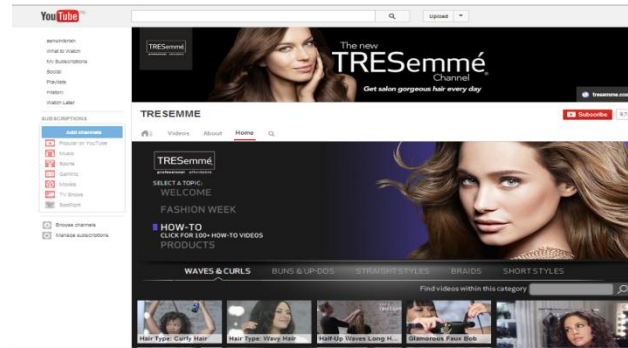 YouTube
Upload
What to Watch
My Subscriptions
Social
Playlists
History
Watch Later
SUBSCRIPTIONS
Add channels
Popular on YouTube
Music
Sports
Gaming
Movies
TV Shows
Spotlight
Browse channels
Manage subscriptions
TRESemmé
The new
TRESemmé
Channel
Get salon gorgeous hair every day
TRESEMME
Subscribe
Videos About Home
TRESemmé
professional affordable
SELECT A TOPIC:
WELCOME
FASHION WEEK
HOW-TO
CLICK FOR 100+ HOW-TO VIDEOS
PRODUCTS
WAVES & CURLS BUNS & UP-DOS STRAIGHT STYLES BRAIDS SHORT STYLES
Find videos within this category
Hair Type: Curly Hair
Hair Type: Wavy Hair
Half-Up Waves Long H...
Glamorous Faux Bob